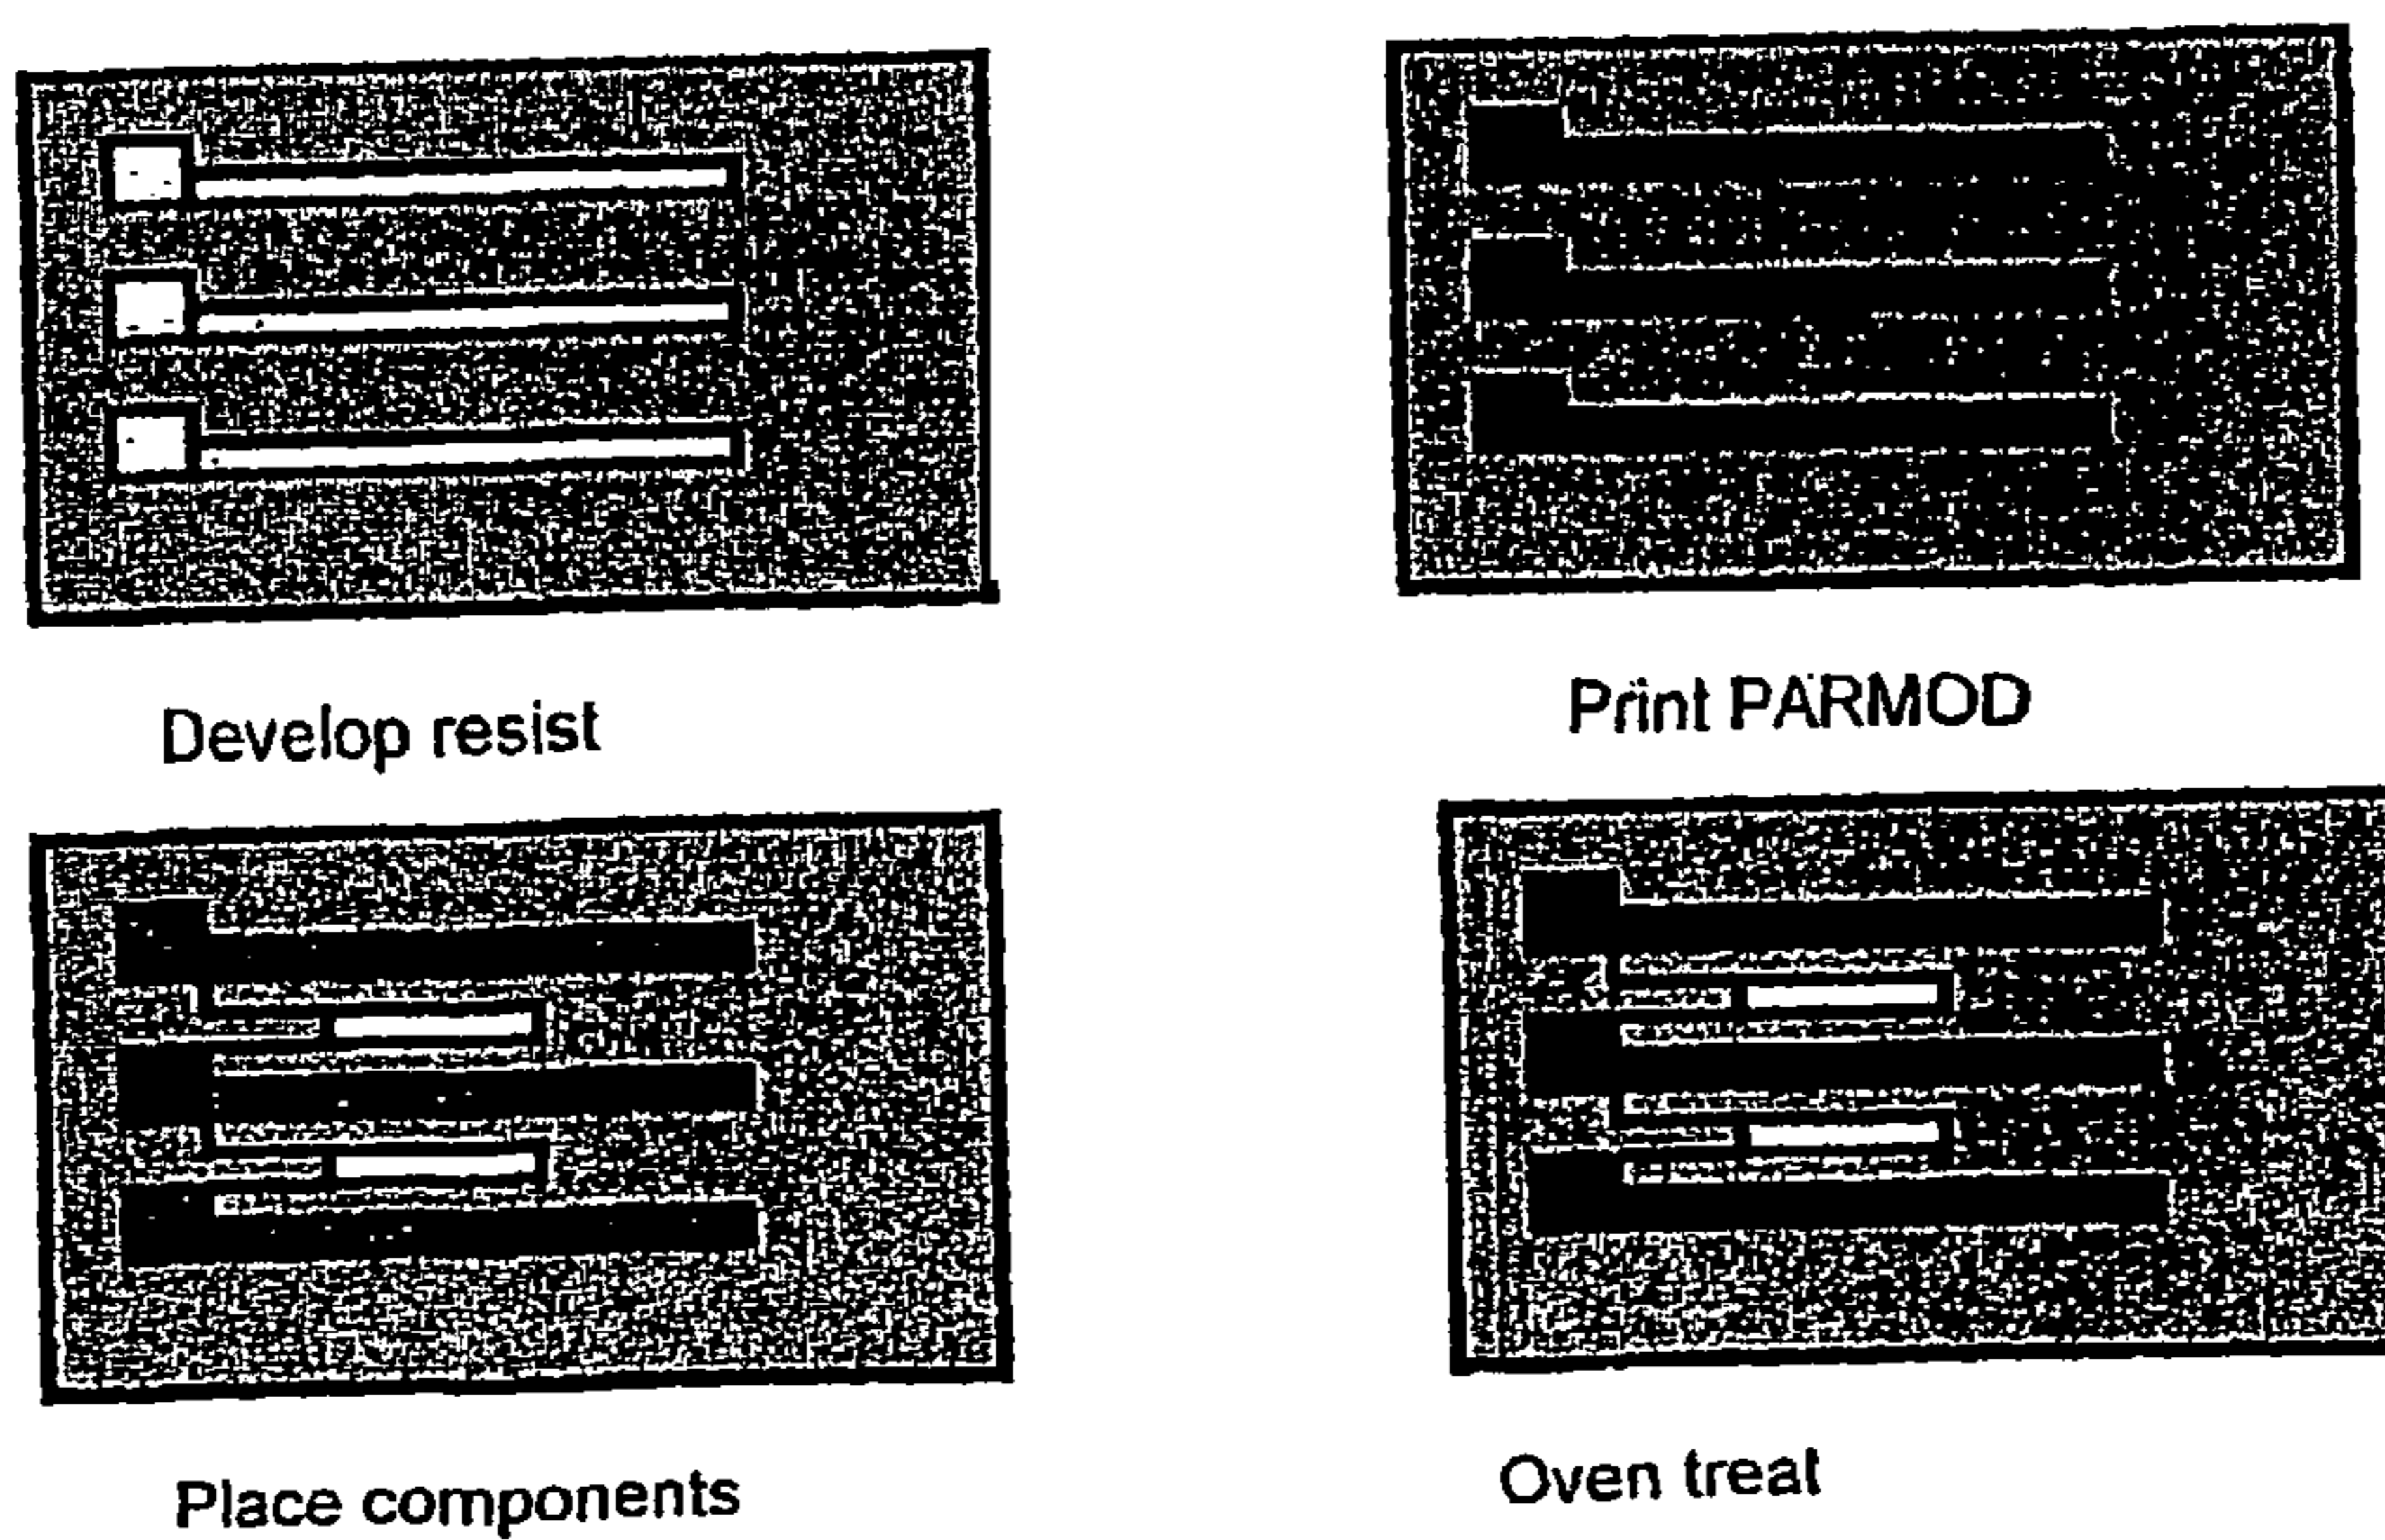 Develop resist
Print PARMOD
Place components
Oven treat